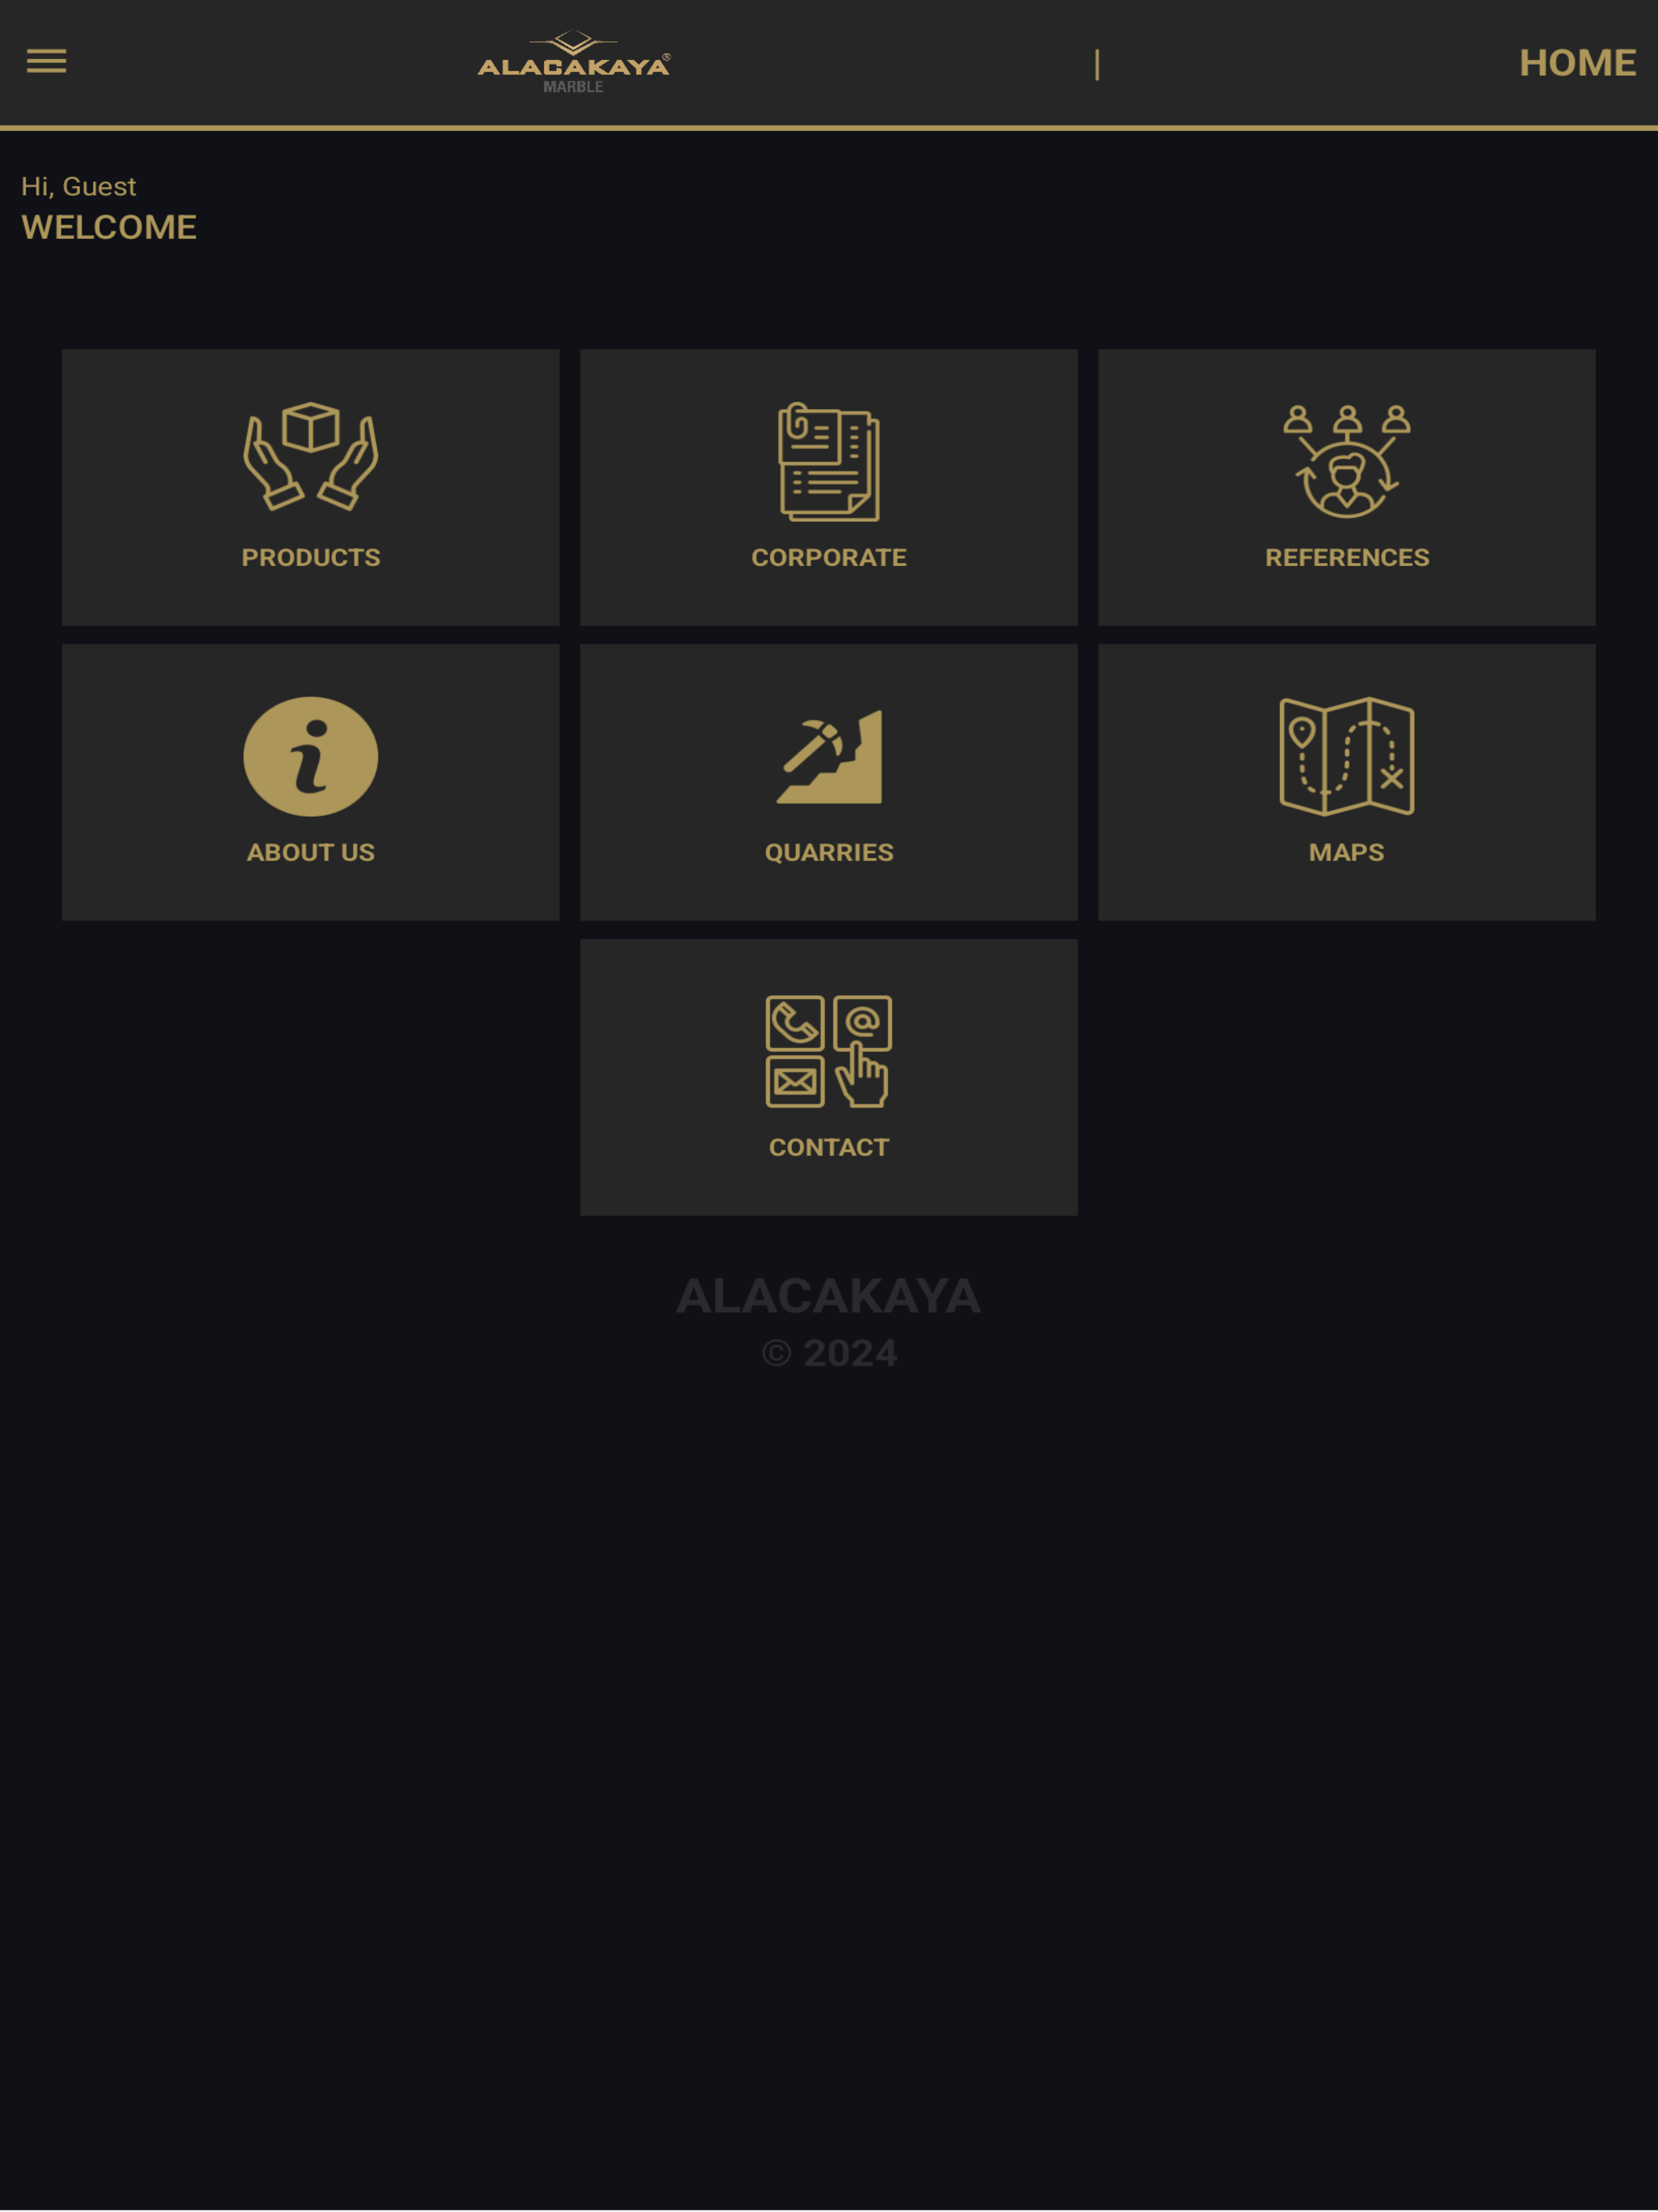 ALACAKAYA®
MARBLE
|
HOME
Hi, Guest
WELCOME
PRODUCTS
CORPORATE
REFERENCES
ABOUT US
QUARRIES
MAPS
CONTACT
ALACAKAYA
© 2024